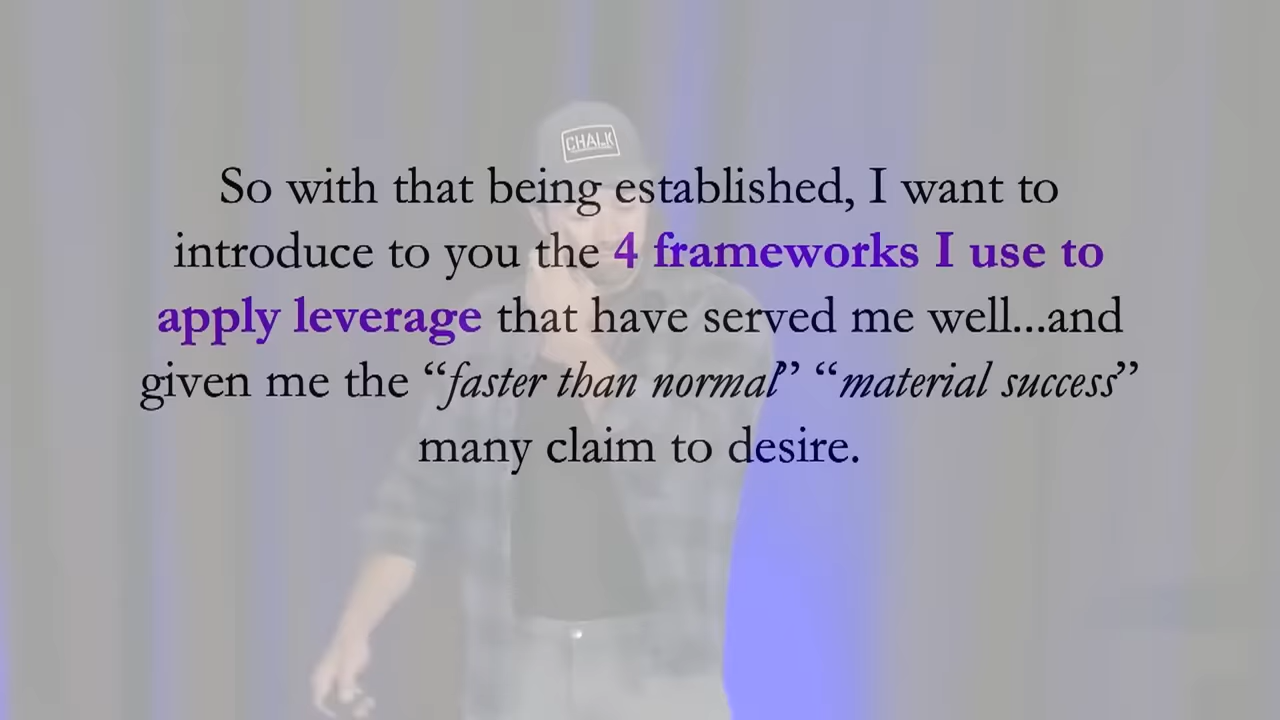 CHALK
So with that being established, I want to
introduce to you the 4 frameworks I use to
apply leverage that have served me well...and
given me the “faster than normal” “material success”
many claim to desire.